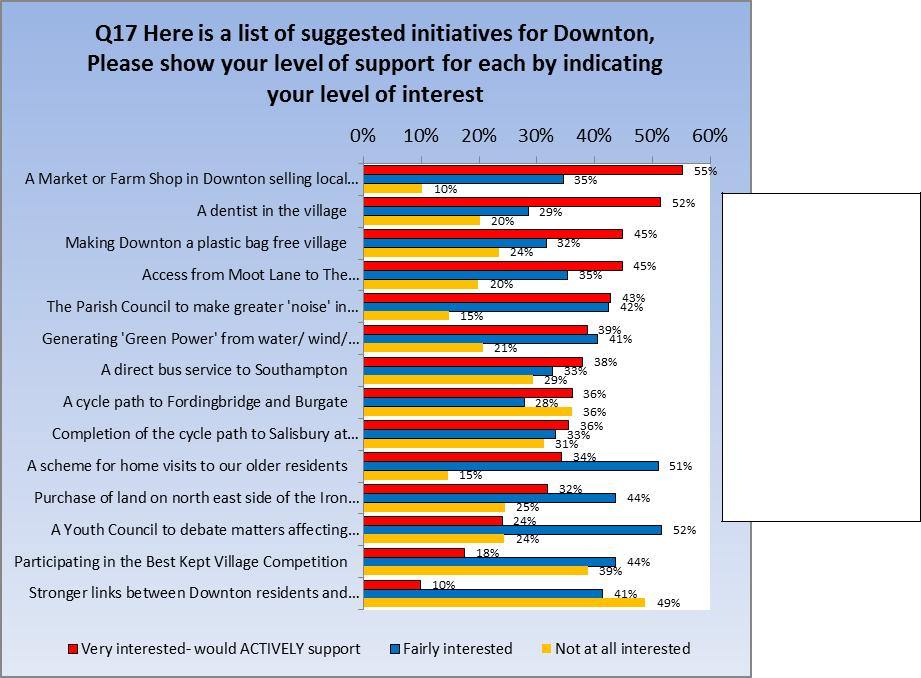 Q17 Here is a list of suggested initiatives for Downton,
Please show your level of support for each by indicating
your level of interest
0% 10% 20% 30% 40% 50% 60%
A Market or Farm Shop in Downton selling local...
55%
35%
10%
A dentist in the village
52%
29%
20%
Making Downton a plastic bag free village
45%
32%
24%
Access from Moot Lane to The...
45%
35%
20%
The Parish Council to make greater 'noise' in...
43%
42%
15%
Generating 'Green Power' from water/ wind/...
39%
41%
21%
A direct bus service to Southampton
38%
33%
29%
A cycle path to Fordingbridge and Burgate
36%
28%
36%
Completion of the cycle path to Salisbury at...
36%
33%
31%
A scheme for home visits to our older residents
34%
51%
15%
Purchase of land on north east side of the Iron...
32%
44%
25%
A Youth Council to debate matters affecting...
24%
52%
24%
Participating in the Best Kept Village Competition
18%
44%
39%
Stronger links between Downton residents and...
10%
41%
49%
Very interested- would ACTIVELY support Fairly interested Not at all interested